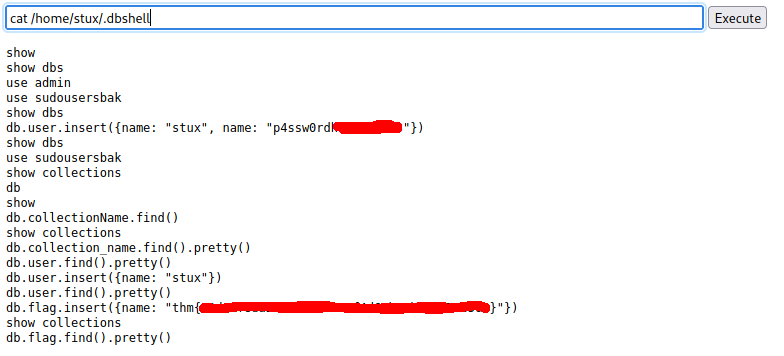 cat /home/stux/.dbshell
Execute
show
show dbs
use admin
use sudousersbak
show dbs
db.user.insert({name: "stux", name: "p4ssw0rd "})
show dbs
use sudousersbak
show collections
db
show
db.collectionName.find()
show collections
db.collection_name.find().pretty()
db.user.find().pretty()
db.user.insert({name: "stux"})
db.user.find().pretty()
db.flag.insert({name: "thm{ }"})
show collections
db.flag.find().pretty()